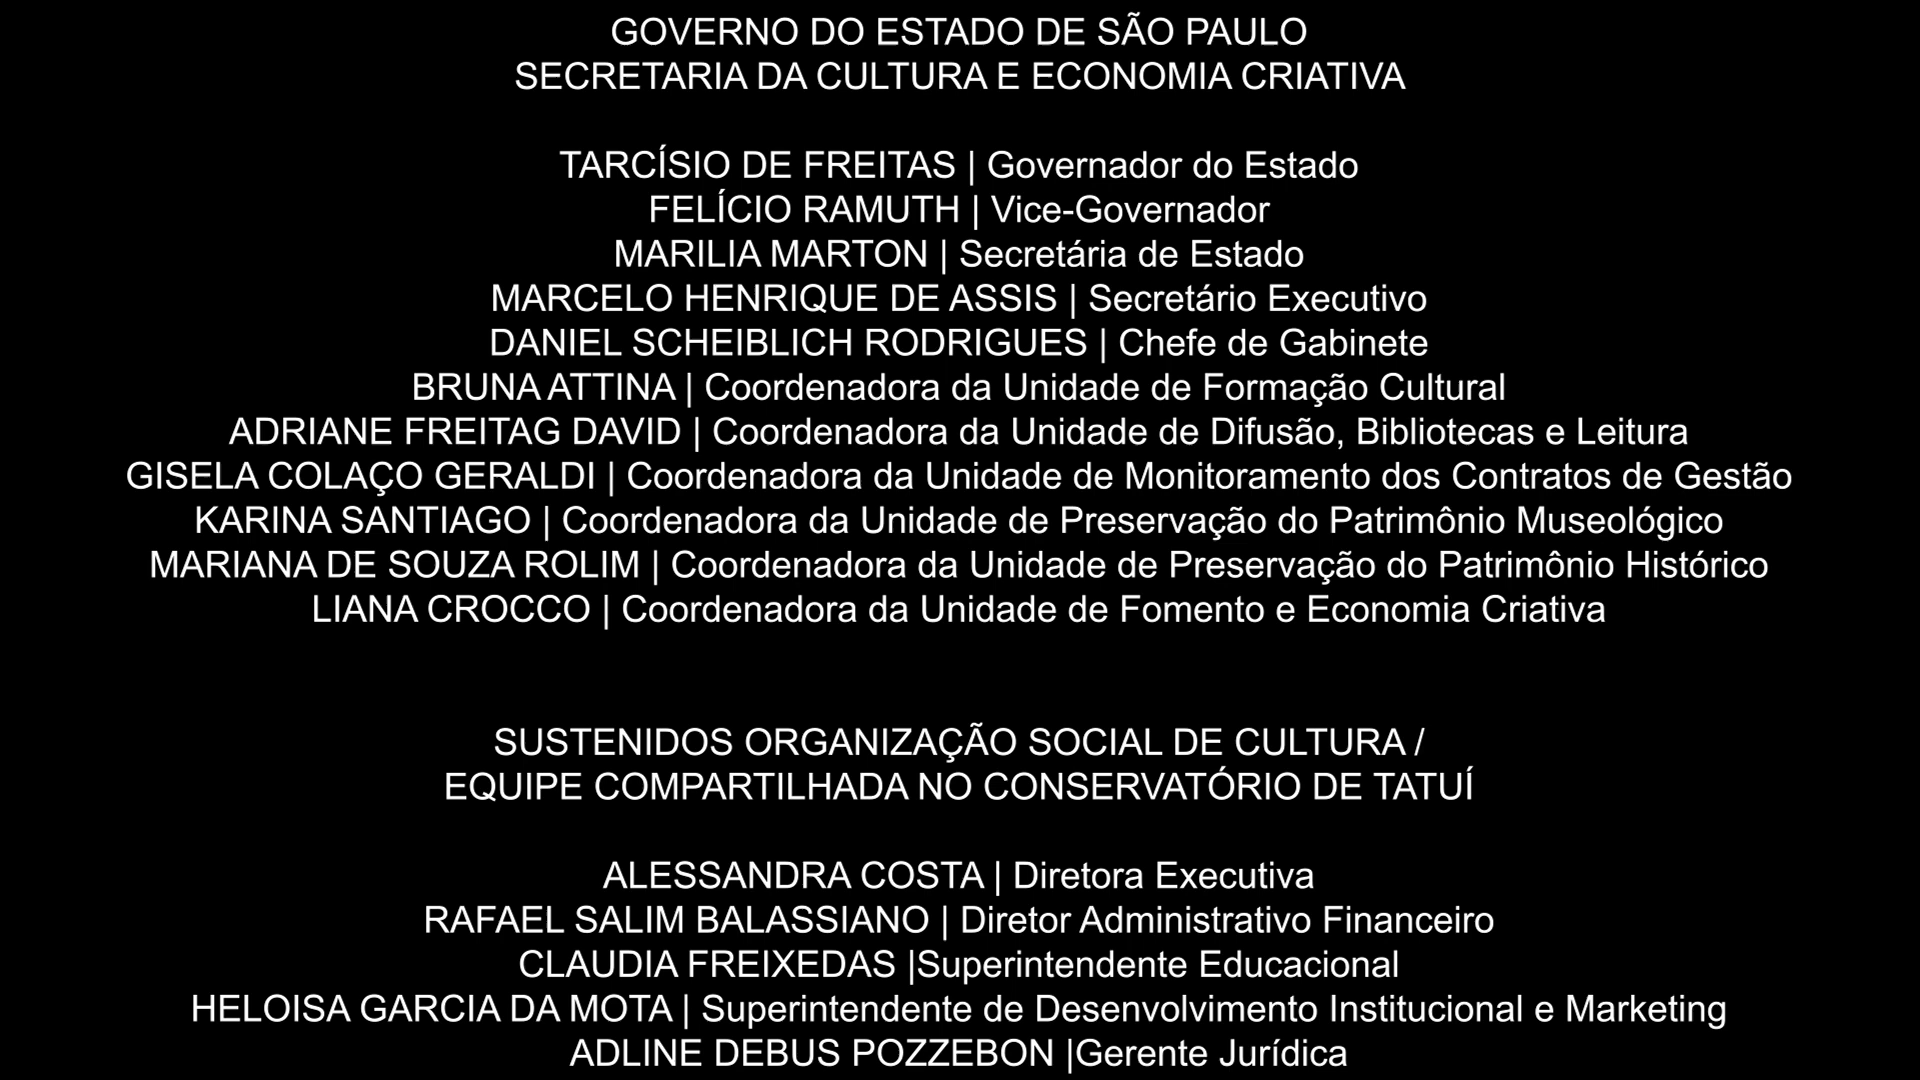 GOVERNO DO ESTADO DE SÃO PAULO
SECRETARIA DA CULTURA E ECONOMIA CRIATIVA
TARCÍSIO DE FREITAS | Governador do Estado
FELÍCIO RAMUTH | Vice-Governador
MARILIA MARTON | Secretária de Estado
MARCELO HENRIQUE DE ASSIS | Secretário Executivo
DANIEL SCHEIBLICH RODRIGUES | Chefe de Gabinete
BRUNA ATTINA | Coordenadora da Unidade de Formação Cultural
ADRIANE FREITAG DAVID | Coordenadora da Unidade de Difusão, Bibliotecas e Leitura
GISELA COLAÇO GERALDI | Coordenadora da Unidade de Monitoramento dos Contratos de Gestão
KARINA SANTIAGO | Coordenadora da Unidade de Preservação do Patrimônio Museológico
MARIANA DE SOUZA ROLIM | Coordenadora da Unidade de Preservação do Patrimônio Histórico
LIANA CROCCO | Coordenadora da Unidade de Fomento e Economia Criativa
SUSTENIDOS ORGANIZAÇÃO SOCIAL DE CULTURA /
EQUIPE COMPARTILHADA NO CONSERVATÓRIO DE TATUÍ
ALESSANDRA COSTA | Diretora Executiva
RAFAEL SALIM BALASSIANO | Diretor Administrativo Financeiro
CLAUDIA FREIXEDAS |Superintendente Educacional
HELOISA GARCIA DA MOTA | Superintendente de Desenvolvimento Institucional e Marketing
ADLINE DEBUS POZZEBON |Gerente Jurídica